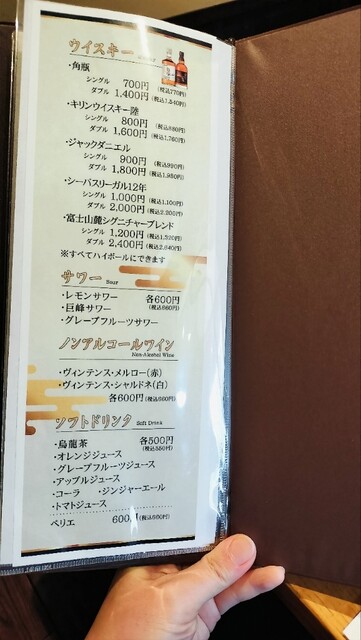 ウイスキー
・角瓶
シングル 700円 (税込770円)
ダブル 1,400円 (税込1,540円)
・キリンウイスキー陸
シングル 800円 (税込880円)
ダブル 1,600円 (税込1,760円)
・ジャックダニエル
シングル 900円 (税込990円)
ダブル 1,800円 (税込1,980円)
・シーバスリーガル12年
シングル 1,000円 (税込1,100円)
ダブル 2,000円 (税込2,200円)
・富士山麓シグニチャーブレンド
シングル 1,200円 (税込1,320円)
ダブル 2,400円 (税込2,640円)
※すべてハイボールにできます
サワー Sour
・レモンサワー 各600円
・巨峰サワー (税込660円)
・グレープフルーツサワー
ノンアルコールワイン
Non-Alcohol Wine
・ヴィンテンス・メルロー(赤)
・ヴィンテンス・シャルドネ(白)
各600円 (税込660円)
ソフトドリンク Soft Drink
・烏龍茶 各500円
・オレンジジュース (税込550円)
・グレープフルーツジュース
・アップルジュース
・コーラ ・ジンジャーエール
・トマトジュース
ペリエ 600円 (税込660円)